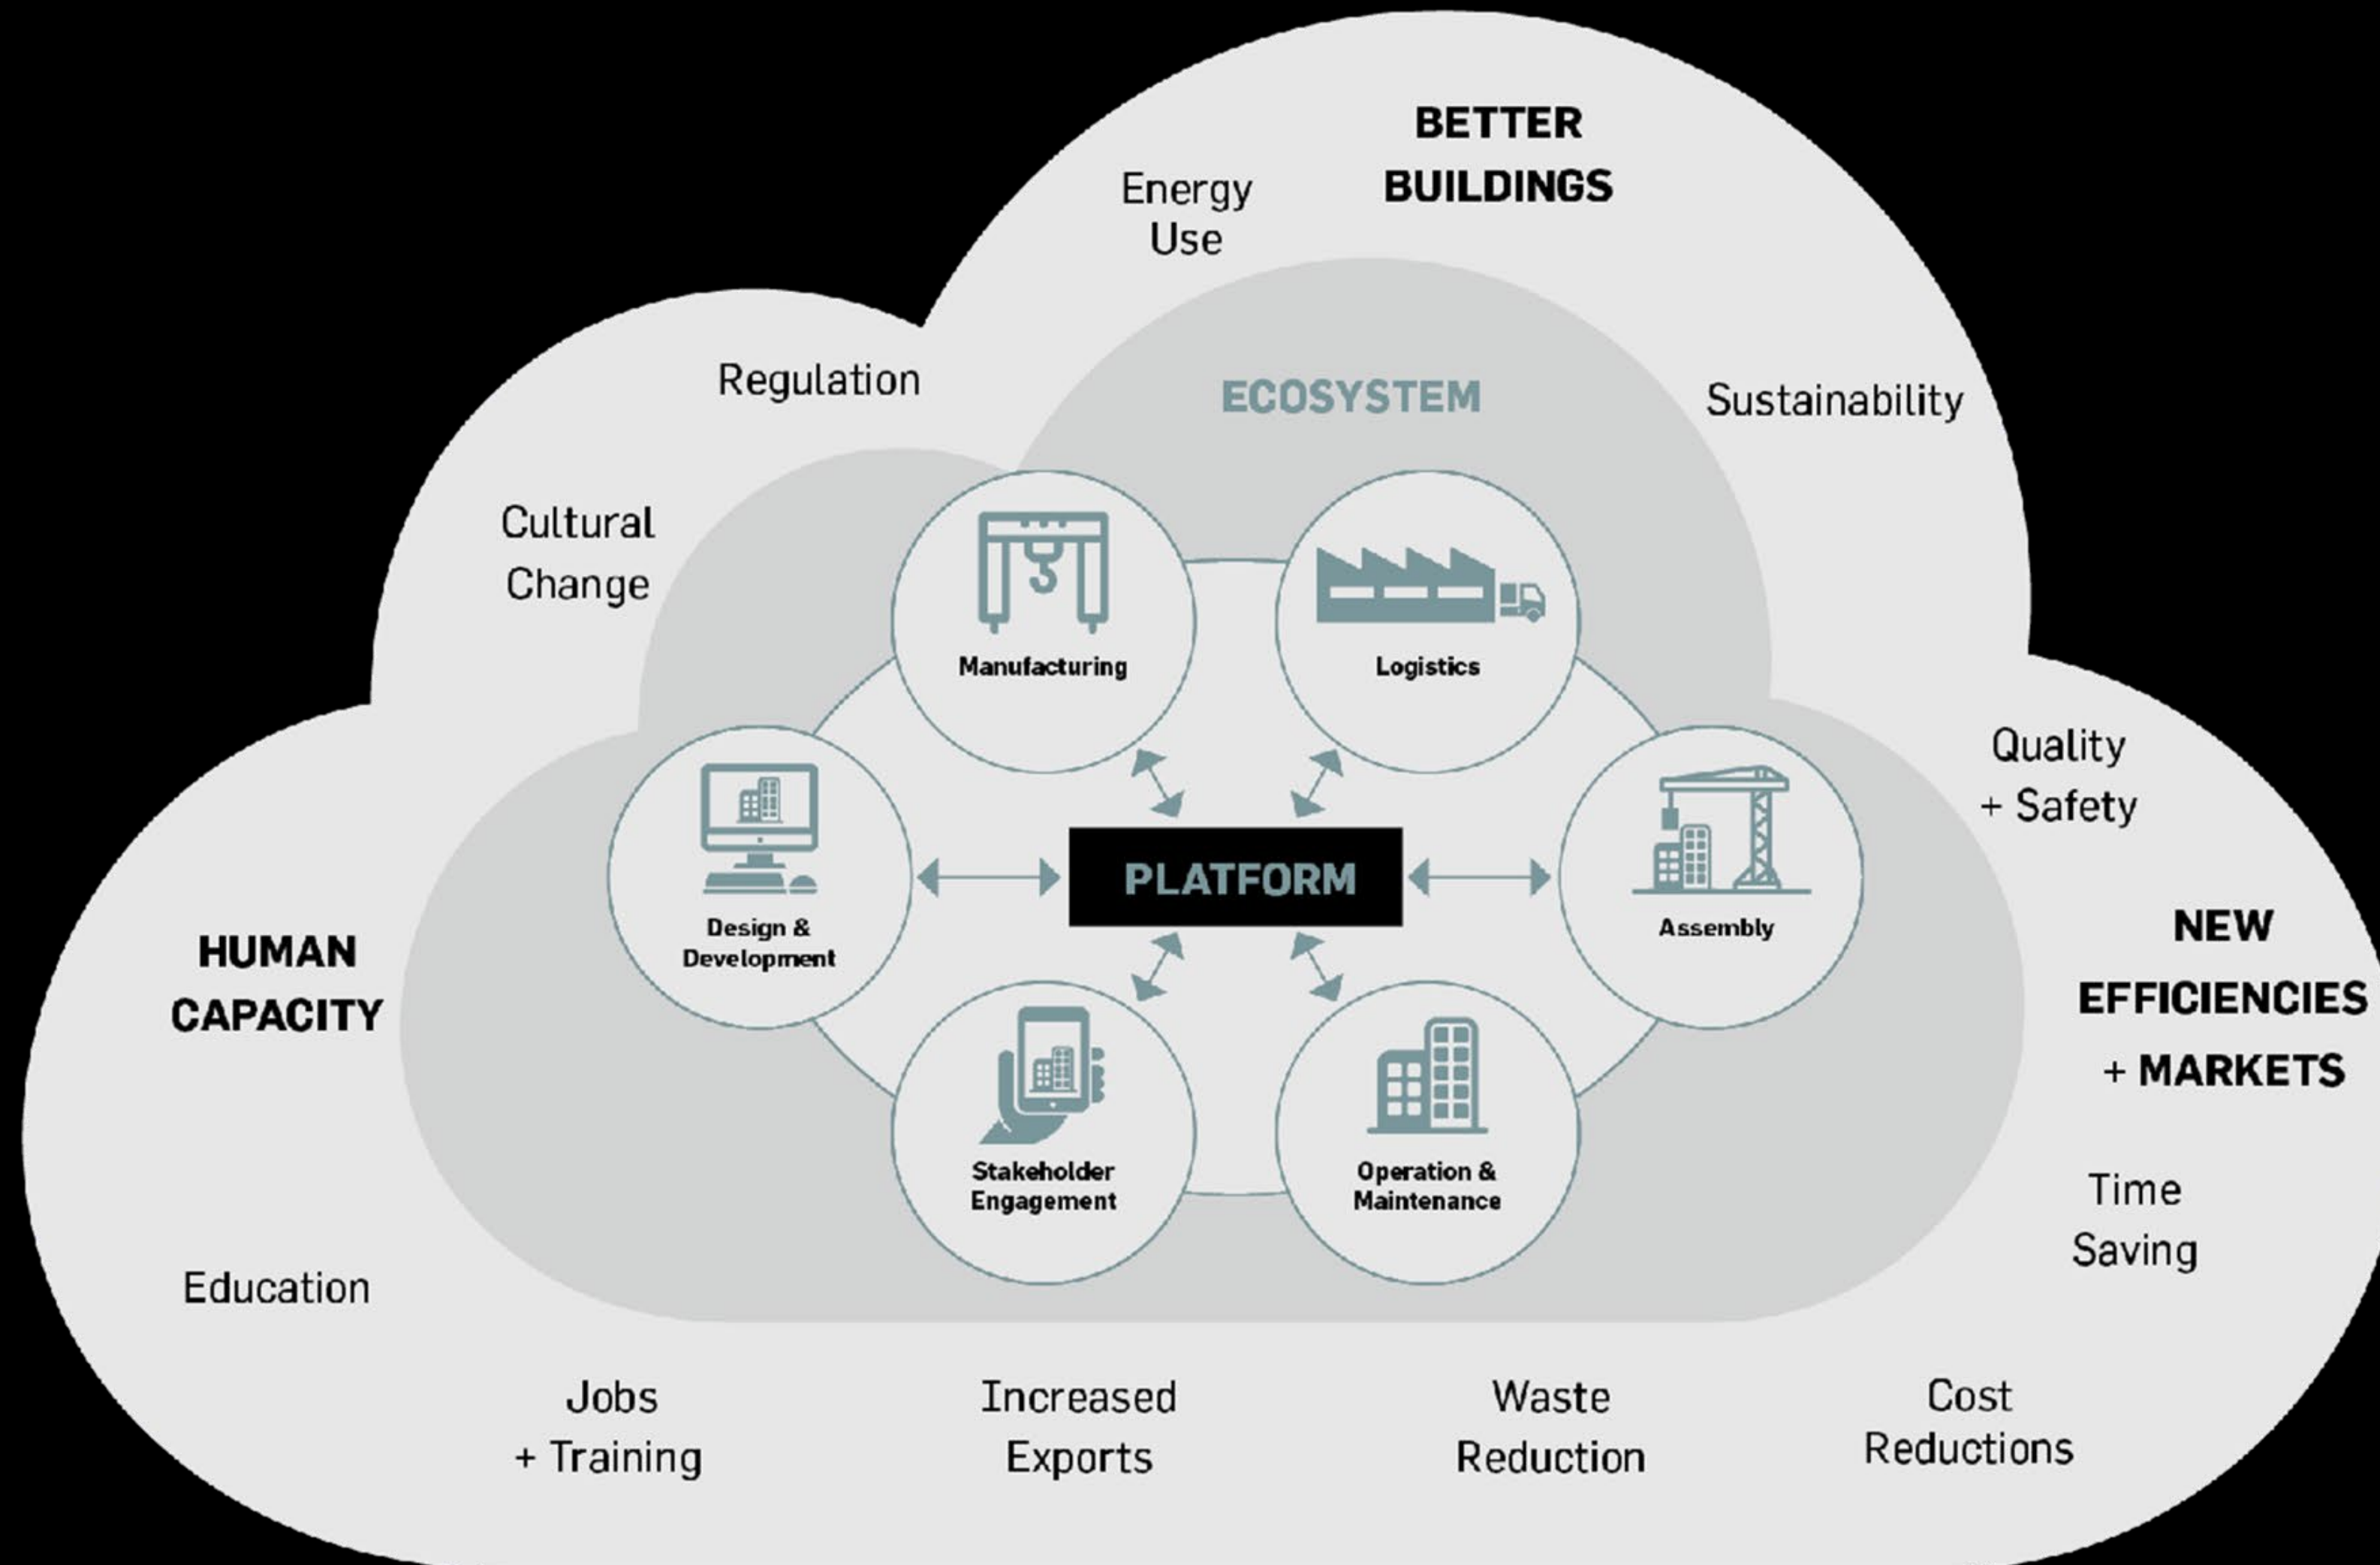 BETTER
BUILDINGS
Energy
Use
Regulation
ECOSYSTEM
Sustainability
Cultural
Change
Manufacturing
Logistics
Quality
+ Safety
PLATFORM
Design &
Development
Assembly
HUMAN
CAPACITY
NEW
EFFICIENCIES
+ MARKETS
Stakeholder
Engagement
Operation &
Maintenance
Time
Saving
Education
Jobs
+ Training
Increased
Exports
Waste
Reduction
Cost
Reductions